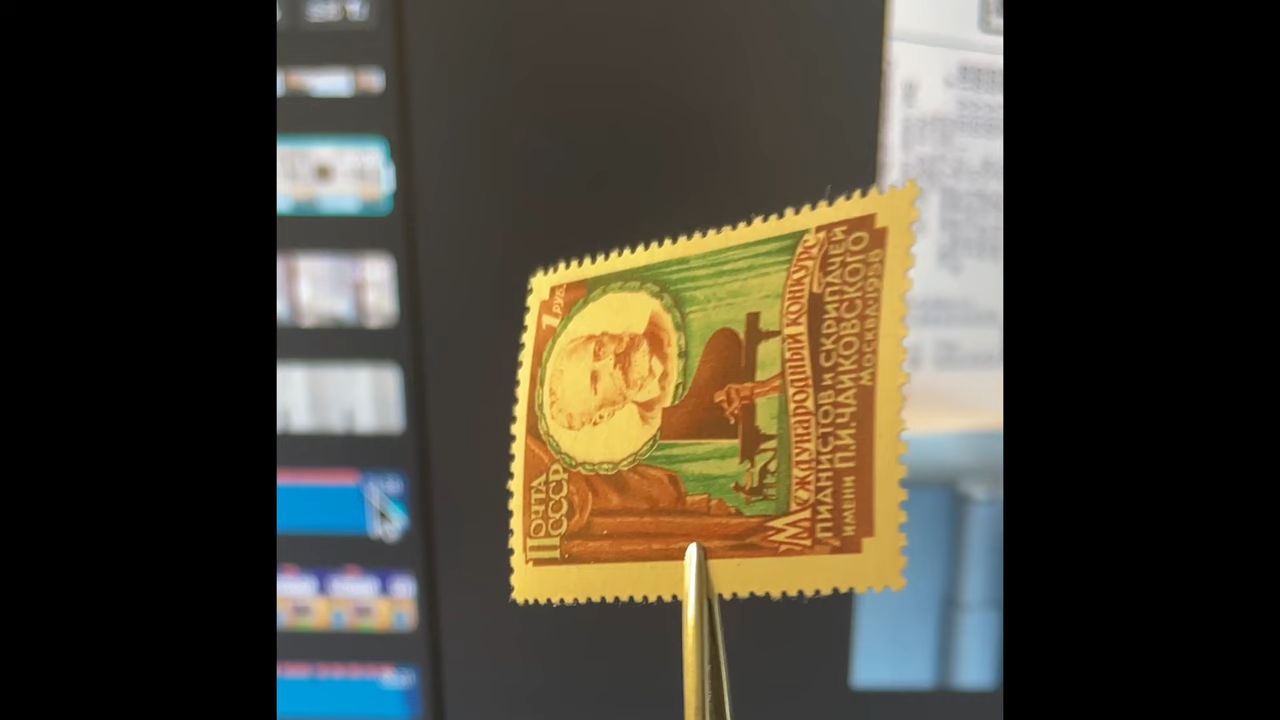 ПОЧТА
СССР
1 РУБ.
МЕЖДУНАРОДНЫЙ КОНКУРС
ПИАНИСТОВ И СКРИПАЧЕЙ
ИМЕНИ П.И.ЧАЙКОВСКОГО
МОСКВА·1958